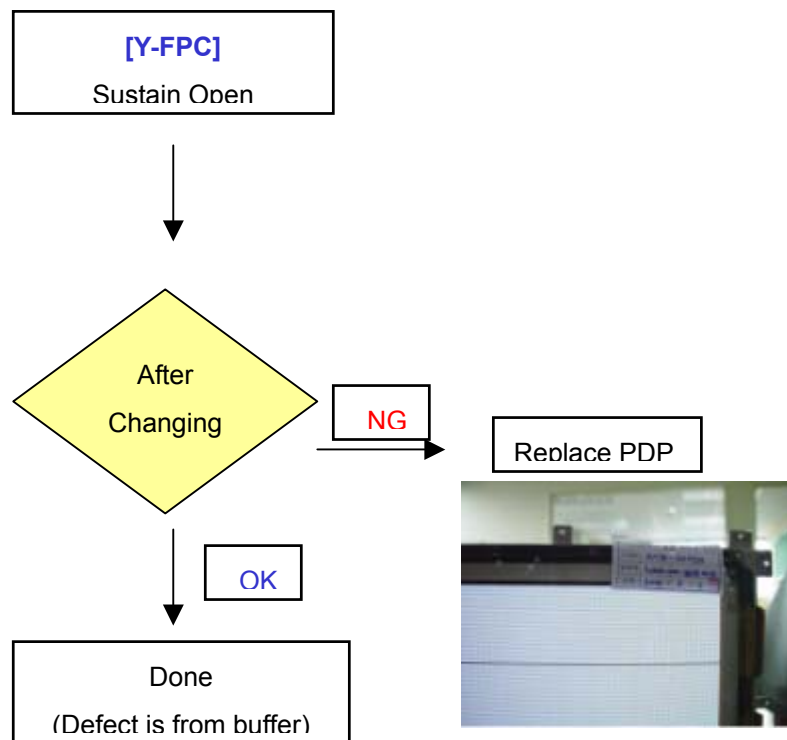 [Y-FPC]
Sustain Open
After
Changing
NG
Replace PDP
OK
Done
(Defect is from buffer)